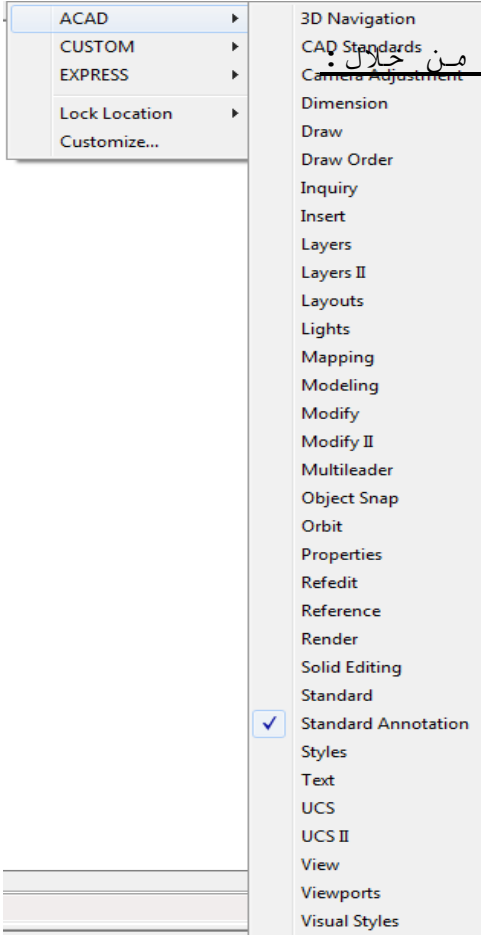 ACAD
CUSTOM
EXPRESS
Lock Location
Customize...
3D Navigation
CAD Standards
من خلال :
Camera Adjustment
Dimension
Draw
Draw Order
Inquiry
Insert
Layers
Layers II
Layouts
Lights
Mapping
Modeling
Modify
Modify II
Multileader
Object Snap
Orbit
Properties
Refedit
Reference
Render
Solid Editing
Standard
Standard Annotation
Styles
Text
UCS
UCS II
View
Viewports
Visual Styles